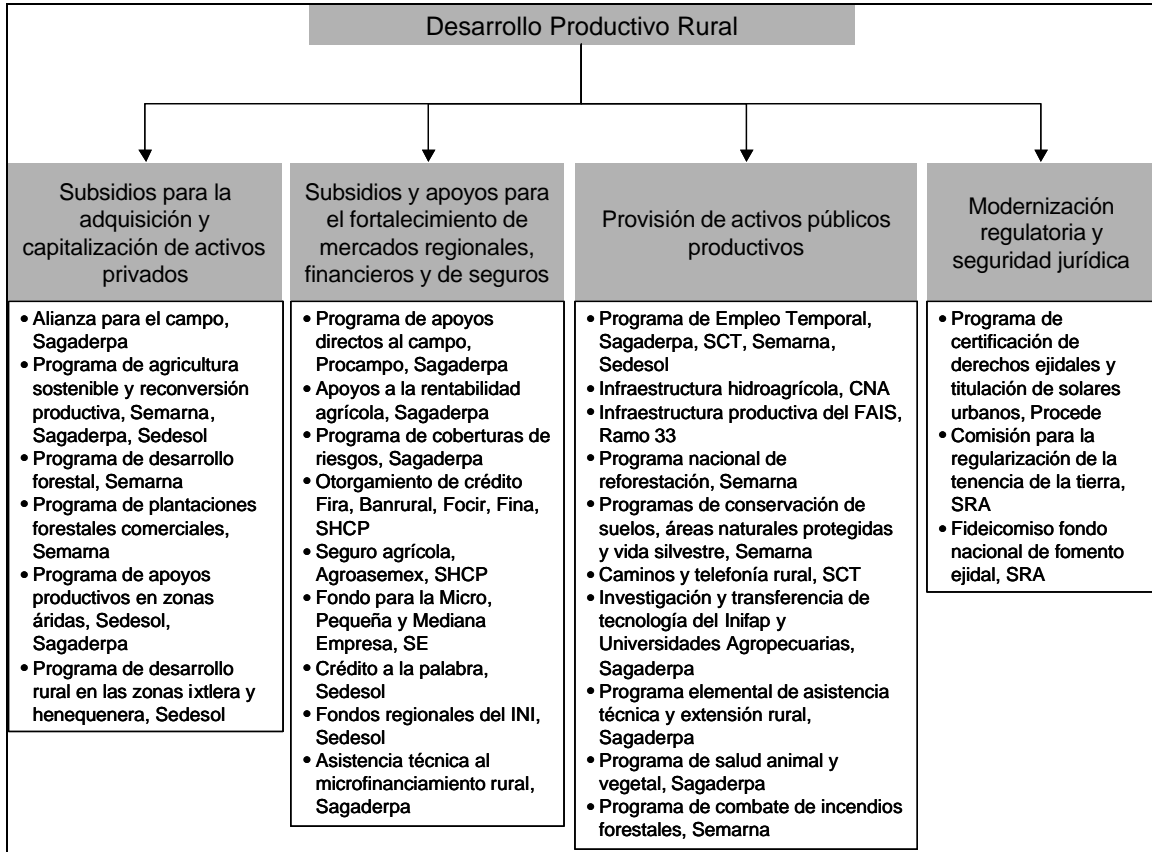 Desarrollo Productivo Rural
Subsidios para la
adquisición y
capitalización de activos
privados
• Alianza para el campo,
Sagaderpa
• Programa de agricultura
sostenible y reconversión
productiva, Semarna,
Sagaderpa, Sedesol
• Programa de desarrollo
forestal, Semarna
• Programa de plantaciones
forestales comerciales,
Semarna
• Programa de apoyos
productivos en zonas
áridas, Sedesol,
Sagaderpa
• Programa de desarrollo
rural en las zonas ixtlera y
henequenera, Sedesol
Subsidios y apoyos para
el fortalecimiento de
mercados regionales,
financieros y de seguros
• Programa de apoyos
directos al campo,
Procampo, Sagaderpa
• Apoyos a la rentabilidad
agrícola, Sagaderpa
• Programa de coberturas de
riesgos, Sagaderpa
• Otorgamiento de crédito
Fira, Banrural, Focir, Fina,
SHCP
• Seguro agrícola,
Agroasemex, SHCP
• Fondo para la Micro,
Pequeña y Mediana
Empresa, SE
• Crédito a la palabra,
Sedesol
• Fondos regionales del INI,
Sedesol
• Asistencia técnica al
microfinanciamiento rural,
Sagaderpa
Provisión de activos públicos
productivos
• Programa de Empleo Temporal,
Sagaderpa, SCT, Semarna,
Sedesol
• Infraestructura hidroagrícola, CNA
• Infraestructura productiva del FAIS,
Ramo 33
• Programa nacional de
reforestación, Semarna
• Programas de conservación de
suelos, áreas naturales protegidas
y vida silvestre, Semarna
• Caminos y telefonía rural, SCT
• Investigación y transferencia de
tecnología del Inifap y
Universidades Agropecuarias,
Sagaderpa
• Programa elemental de asistencia
técnica y extensión rural,
Sagaderpa
• Programa de salud animal y
vegetal, Sagaderpa
• Programa de combate de incendios
forestales, Semarna
Modernización
regulatoria y
seguridad jurídica
• Programa de
certificación de
derechos ejidales y
titulación de solares
urbanos, Procede
• Comisión para la
regularización de la
tenencia de la tierra,
SRA
• Fideicomiso fondo
nacional de fomento
ejidal, SRA